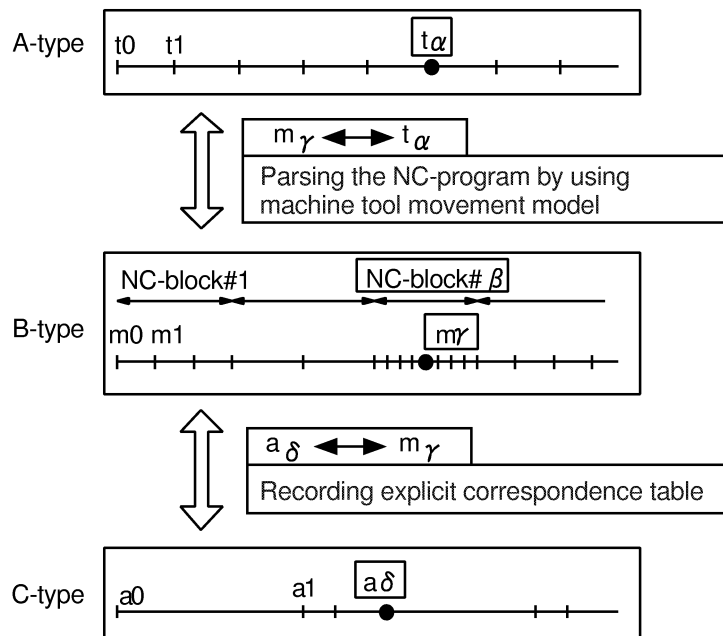 A-type
t0 t1 tα
mγ tα
Parsing the NC-program by using
machine tool movement model
NC-block#1 NC-block# β
B-type
m0 m1 mγ
aδ mγ
Recording explicit correspondence table
C-type
a0 a1 aδ